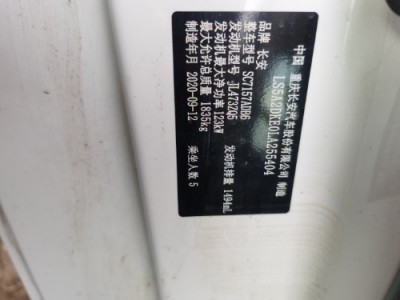 中国 重庆长安汽车股份有限公司 制造
LS5A2DKE0LA255404
品牌 长安
整车型号 SC7157AUD6
发动机型号 JL473ZQ5
发动机排量 1494mL
发动机最大净功率 123kW
最大允许总质量 1835kg
制造年月 2020-09-12
乘坐人数 5